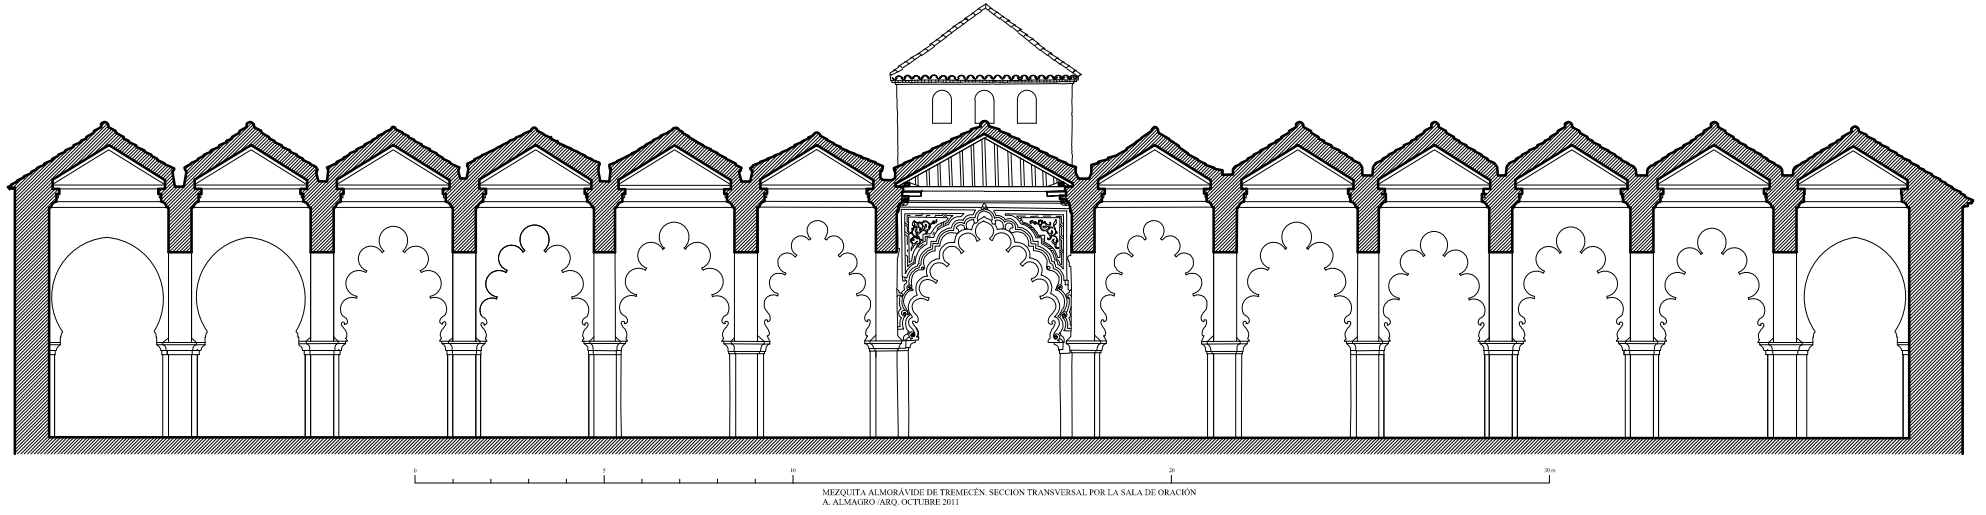 0 5 10 20 30 m
MEZQUITA ALMORÁVIDE DE TREMECÉN. SECCION TRANSVERSAL POR LA SALA DE ORACIÓN
A. ALMAGRO /ARQ. OCTUBRE 2011